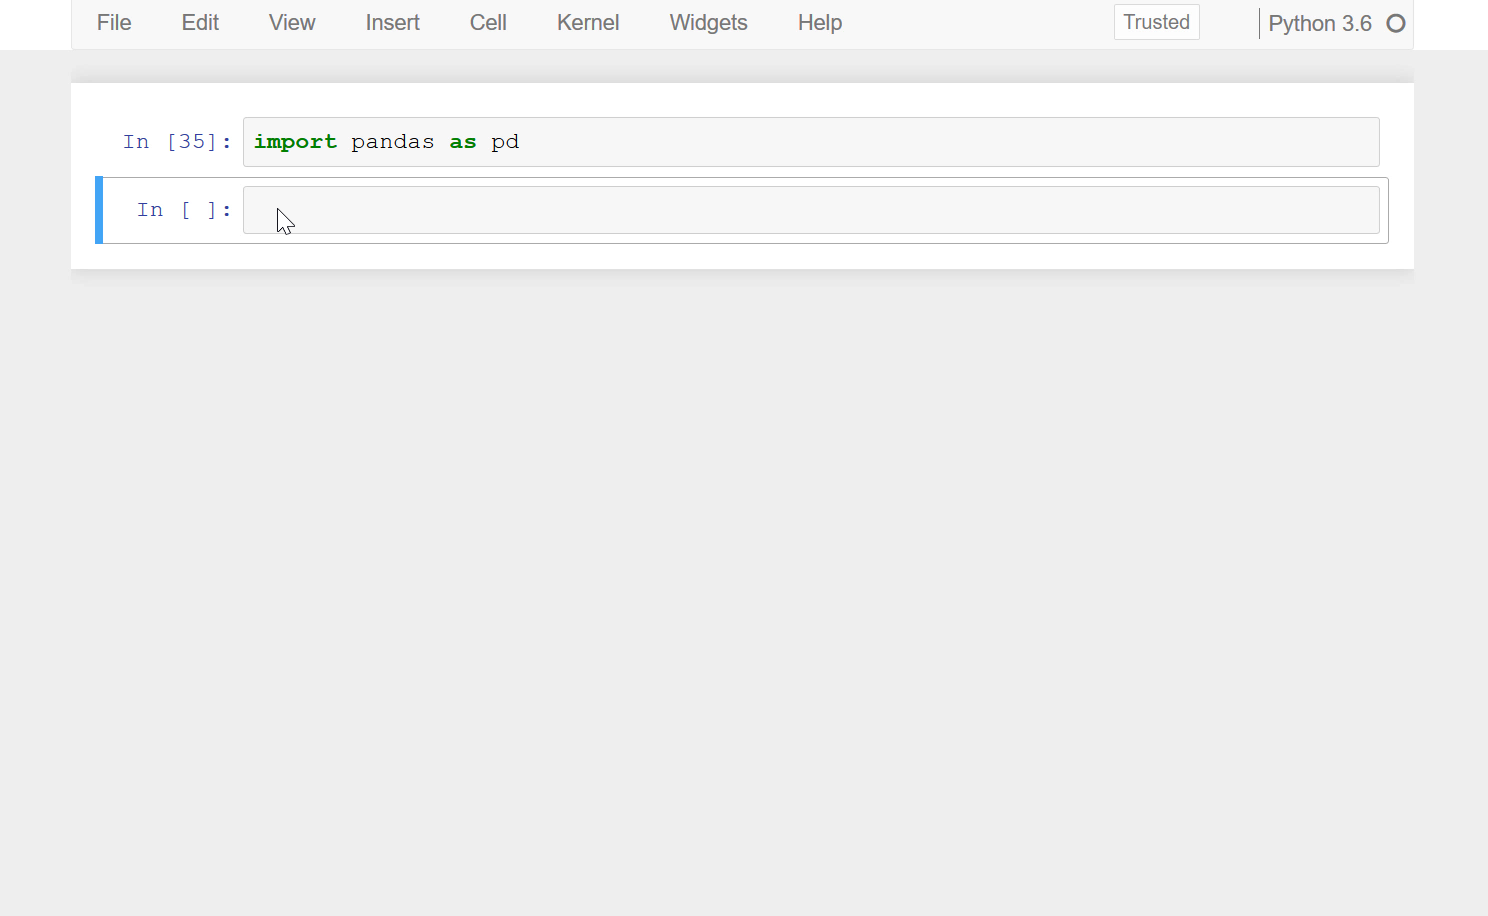 File Edit View Insert Cell Kernel Widgets Help Trusted Python 3.6
In [35]: import pandas as pd
In [ ]: